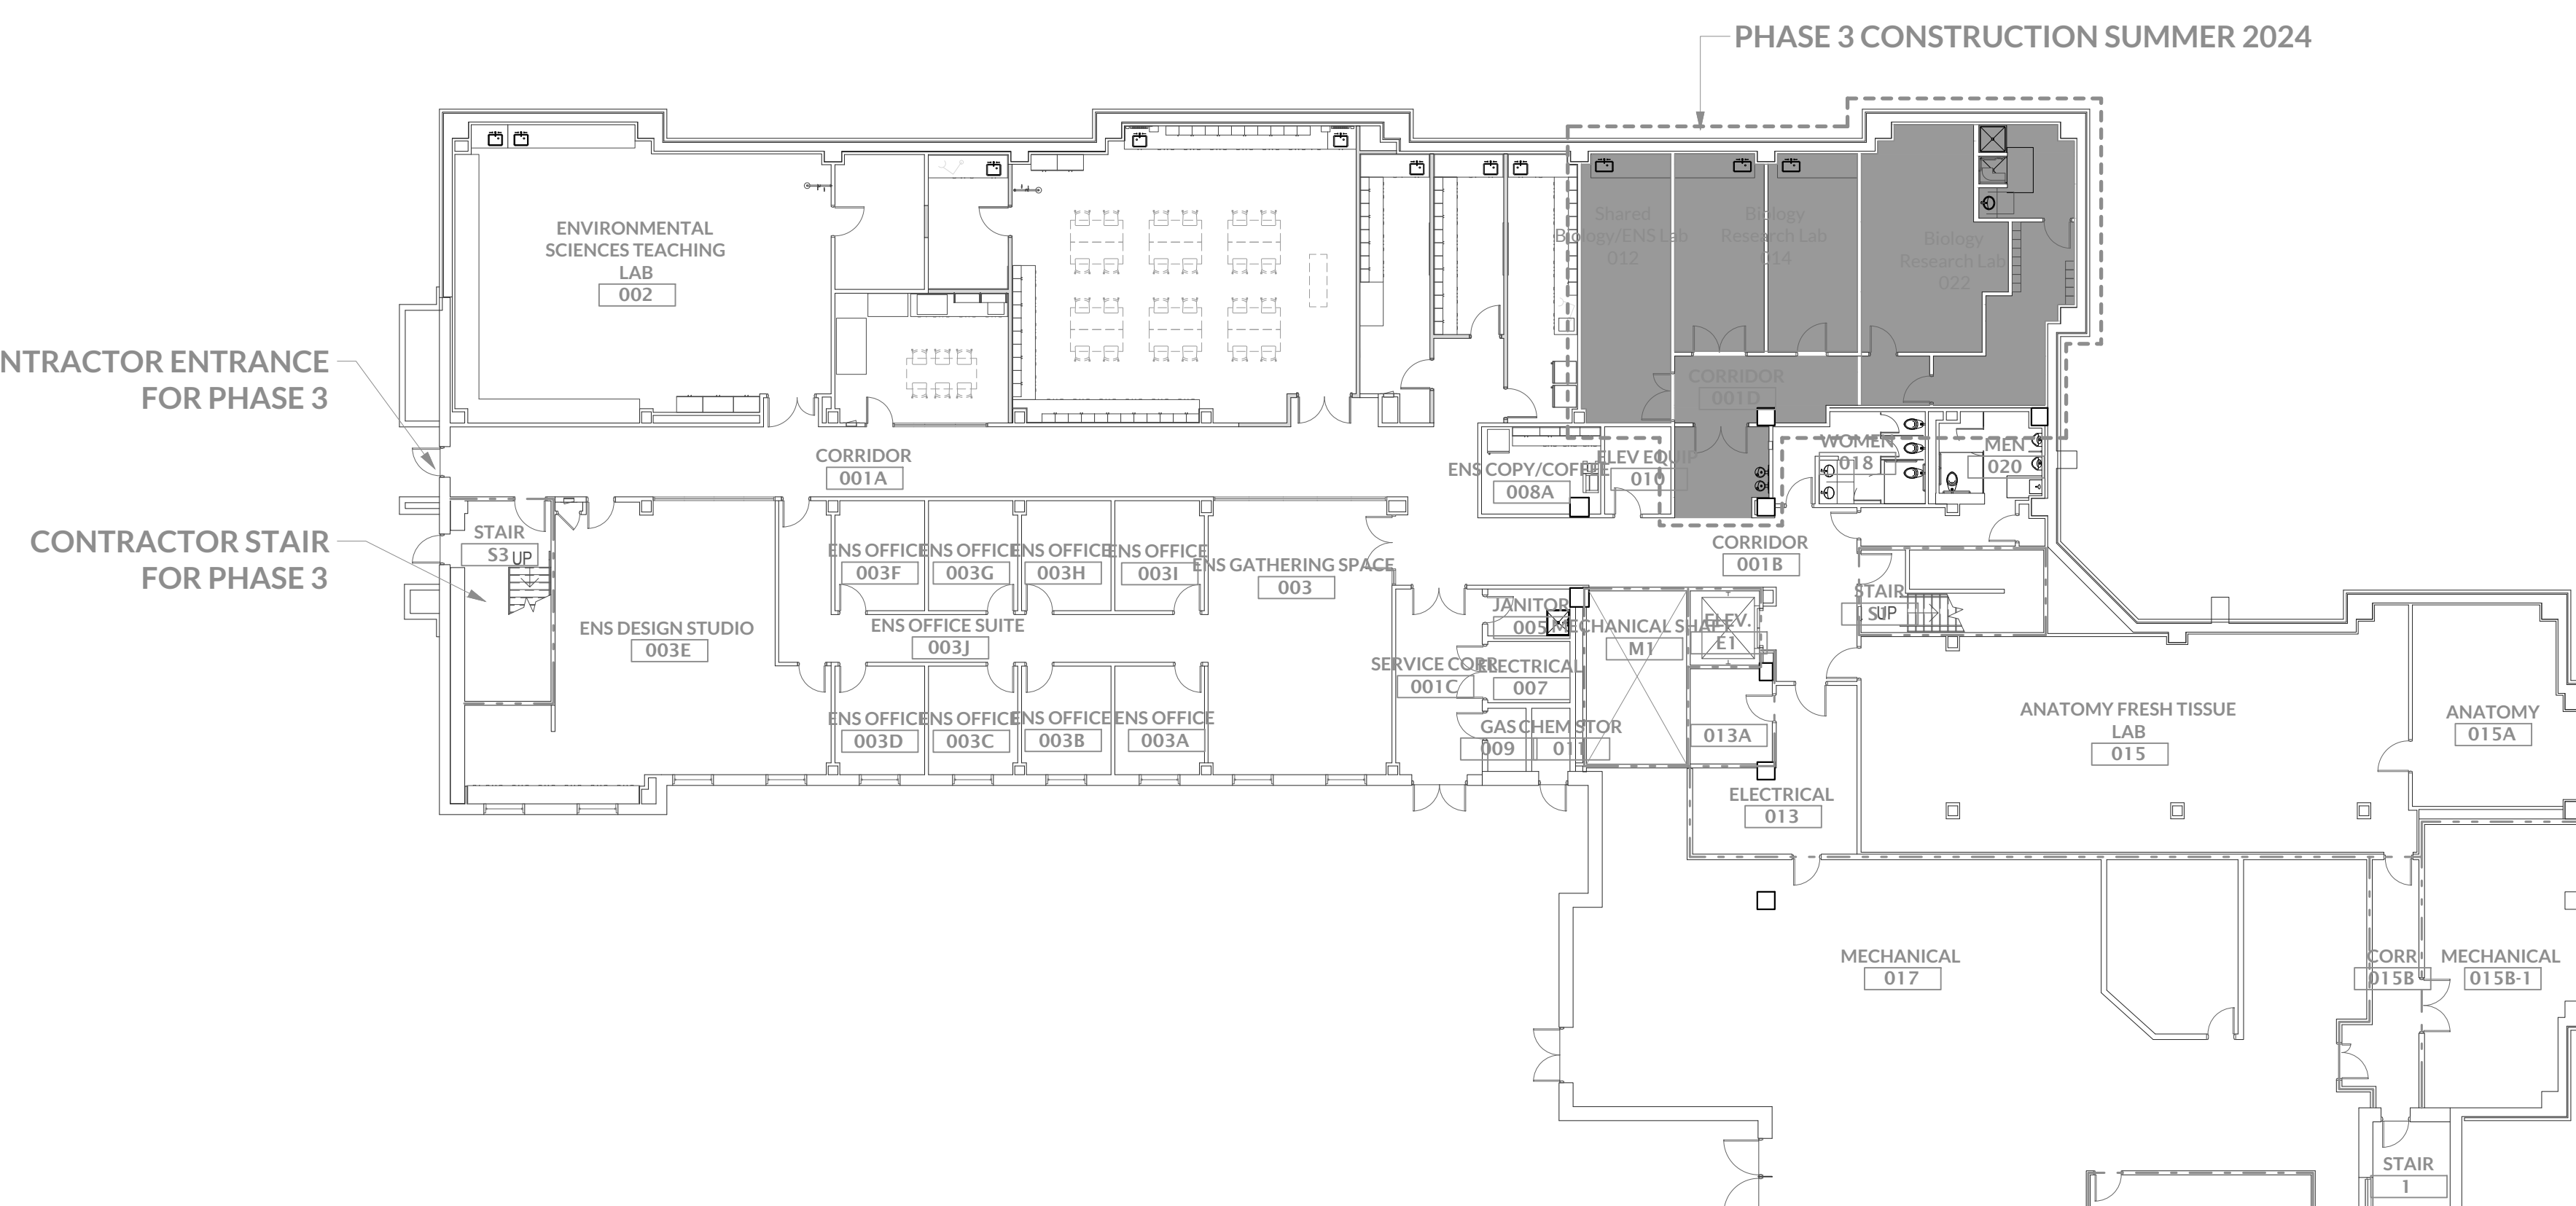 PHASE 3 CONSTRUCTION SUMMER 2024
NTRACTOR ENTRANCE
FOR PHASE 3
CONTRACTOR STAIR
FOR PHASE 3
ENVIRONMENTAL
SCIENCES TEACHING
LAB
002
Shared
Biology/ENS Lab
012
Biology
Research Lab
014
Biology
Research Lab
022
CORRIDOR
001D
CORRIDOR
001A
ENS COPY/COFFEE
008A
ELEV EQUIP
010
WOMEN
018
MEN
020
STAIR
S3
UP
ENS OFFICE
003F
ENS OFFICE
003G
ENS OFFICE
003H
ENS OFFICE
003I
ENS GATHERING SPACE
003
CORRIDOR
001B
ENS DESIGN STUDIO
003E
ENS OFFICE SUITE
003J
JANITOR
005
MECHANICAL SHAFT
M1
ELEV.
E1
STAIR
S1
UP
SERVICE CORR
001C
ELECTRICAL
007
ENS OFFICE
003D
ENS OFFICE
003C
ENS OFFICE
003B
ENS OFFICE
003A
GAS
009
CHEM STOR
011
013A
ANATOMY FRESH TISSUE
LAB
015
ANATOMY
015A
ELECTRICAL
013
MECHANICAL
017
CORR
015B
MECHANICAL
015B-1
STAIR
1